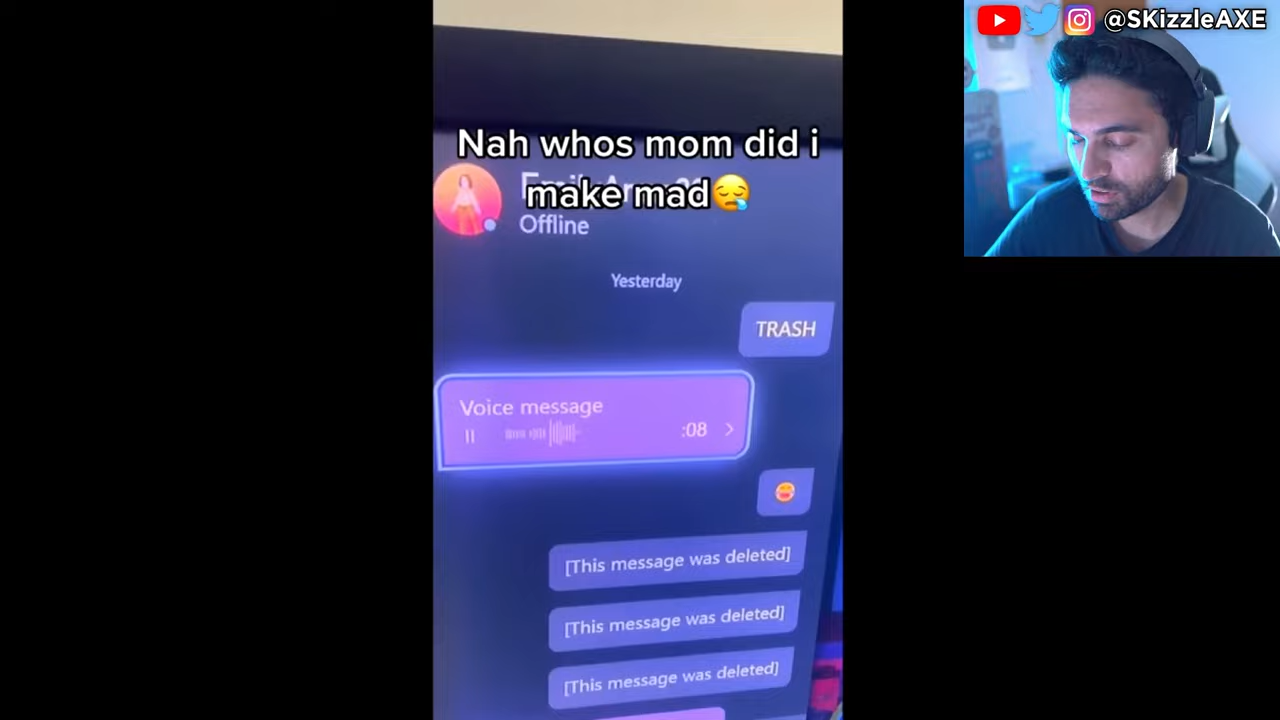 @SKizzleAXE
Nah whos mom did i
make mad😪
Offline
Yesterday
TRASH
Voice message
:08
😆
[This message was deleted]
[This message was deleted]
[This message was deleted]